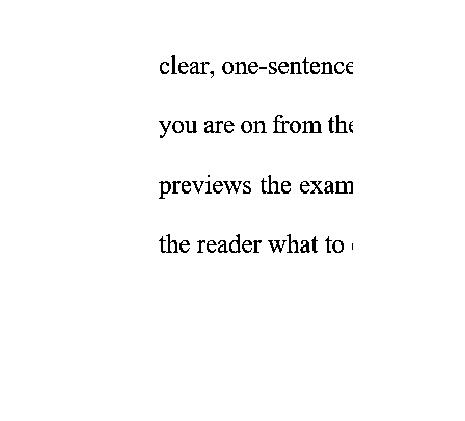 clear, one-sentence
you are on from the
previews the exam
the reader what to